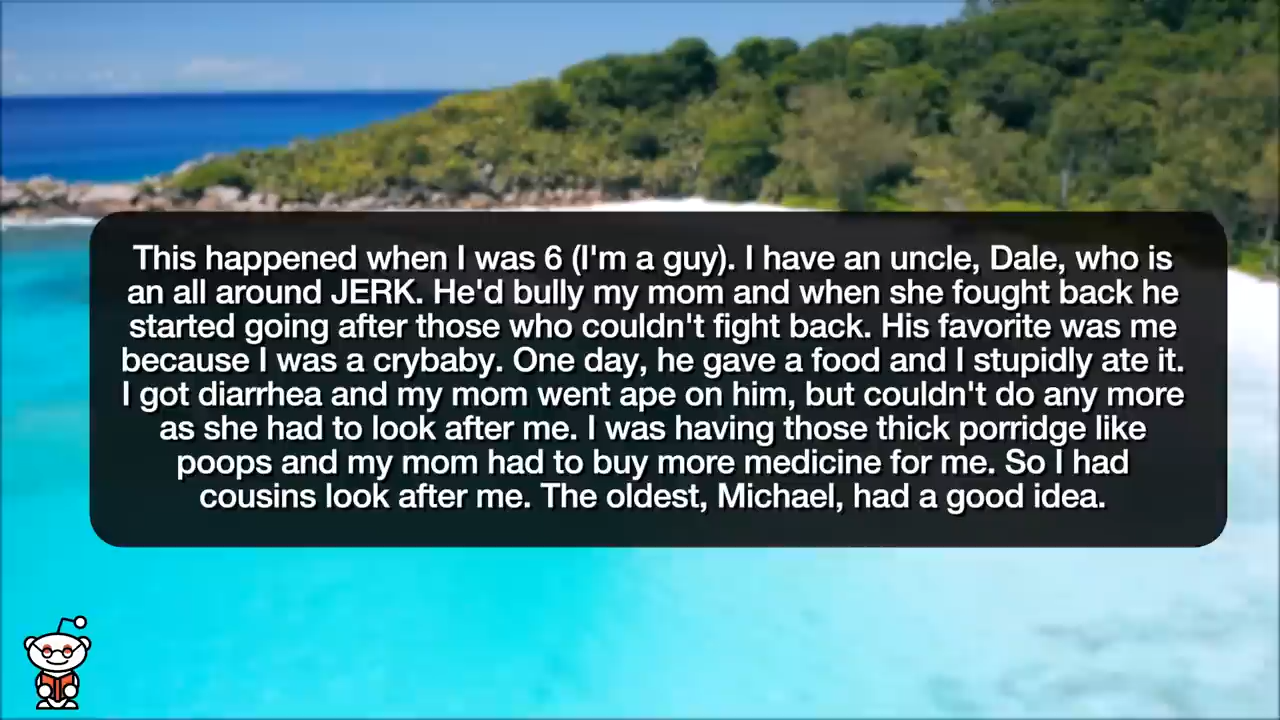 This happened when I was 6 (I'm a guy). I have an uncle, Dale, who is
an all around JERK. He'd bully my mom and when she fought back he
started going after those who couldn't fight back. His favorite was me
because I was a crybaby. One day, he gave a food and I stupidly ate it.
I got diarrhea and my mom went ape on him, but couldn't do any more
as she had to look after me. I was having those thick porridge like
poops and my mom had to buy more medicine for me. So I had
cousins look after me. The oldest, Michael, had a good idea.